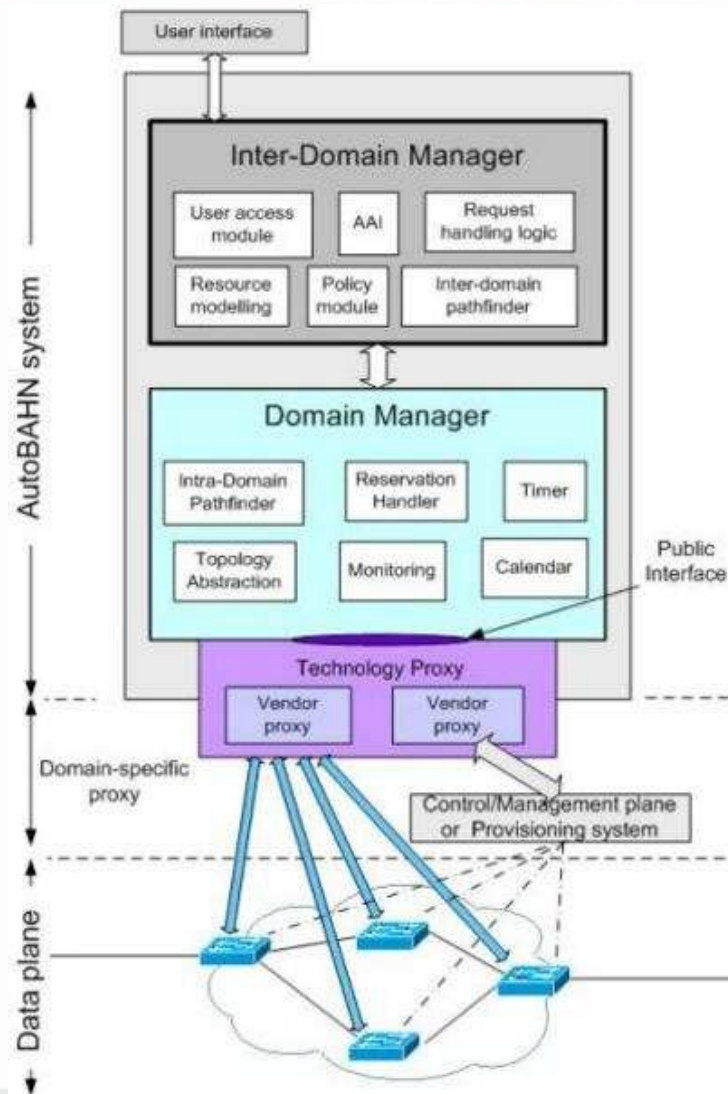 User interface
AutoBAHN system
Inter-Domain Manager
User access
module
AAI
Request
handling logic
Resource
modelling
Policy
module
Inter-domain
pathfinder
Domain Manager
Intra-Domain
Pathfinder
Reservation
Handler
Timer
Topology
Abstraction
Monitoring
Calendar
Public
Interface
Technology Proxy
Vendor
proxy
Vendor
proxy
Domain-specific
proxy
Control/Management plane
or Provisioning system
Data plane